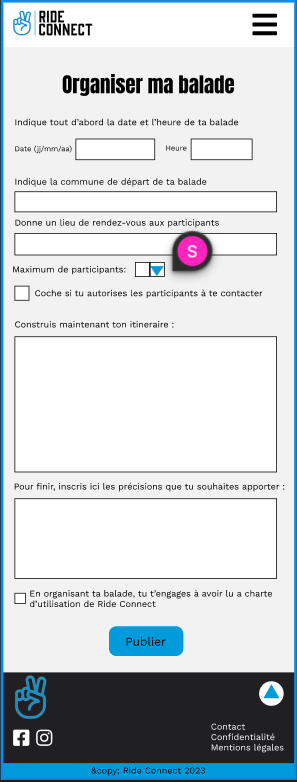 RIDE
CONNECT
Organiser ma balade
Indique tout d'abord la date et l'heure de ta balade
Date (jj/mm/aa)
Heure
Indique la commune de départ de ta balade
Donne un lieu de rendez-vous aux participants
S
Maximum de participants:
Coche si tu autorises les participants à te contacter
Construis maintenant ton itineraire :
Pour finir, inscris ici les précisions que tu souhaites apporter :
En organisant ta balade, tu t'engages à avoir lu a charte
d'utilisation de Ride Connect
Publier
Contact
Confidentialité
Mentions légales
&copy; Ride Connect 2023